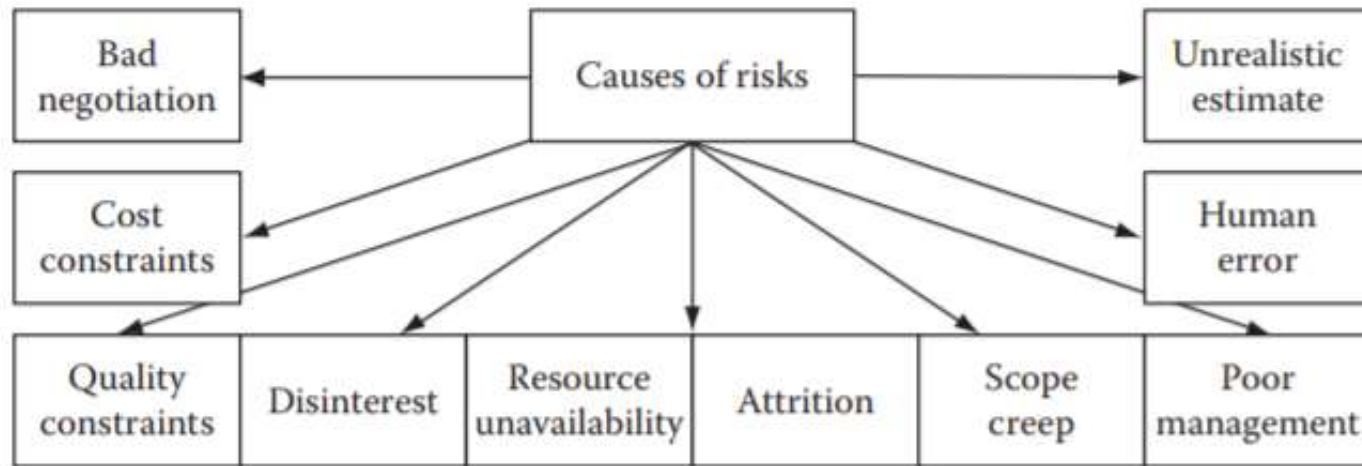 Bad
negotiation
Causes of risks
Unrealistic
estimate
Cost
constraints
Human
error
Quality
constraints
Disinterest
Resource
unavailability
Attrition
Scope
creep
Poor
management